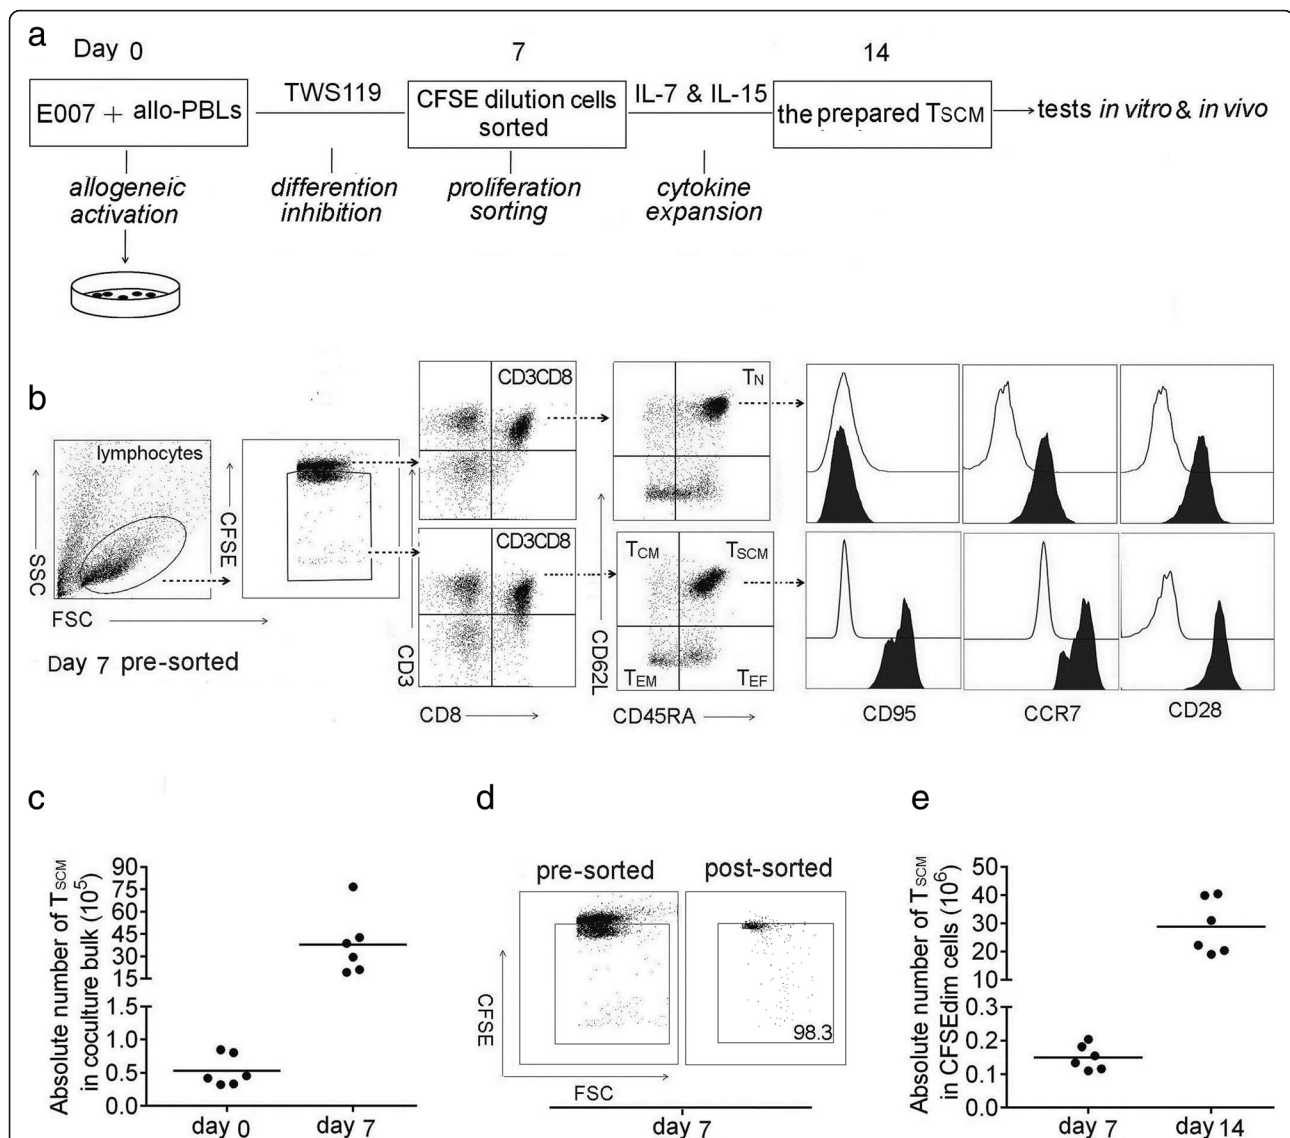 a
Day 0
7
14
E007 + allo-PBLs
TWS119
CFSE dilution cells
sorted
IL-7 & IL-15
the prepared TSCM
tests in vitro & in vivo
allogeneic
activation
differention
inhibition
proliferation
sorting
cytokine
expansion
b
lymphocytes
SSC
FSC
Day 7 pre-sorted
CFSE
CD3CD8
CD3CD8
CD3
CD8
TN
TCM
TSCM
TEM
TEF
CD62L
CD45RA
CD95
CCR7
CD28
c
Absolute number of TSCM
in coculture bulk (10^5)
90
75
60
45
30
15
1.5
1.0
0.5
0.0
day 0
day 7
d
pre-sorted
post-sorted
98.3
CFSE
FSC
day 7
e
Absolute number of TSCM
in CFSEdim cells (10^6)
50
40
30
20
10
0.3
0.2
0.1
0.0
day 7
day 14